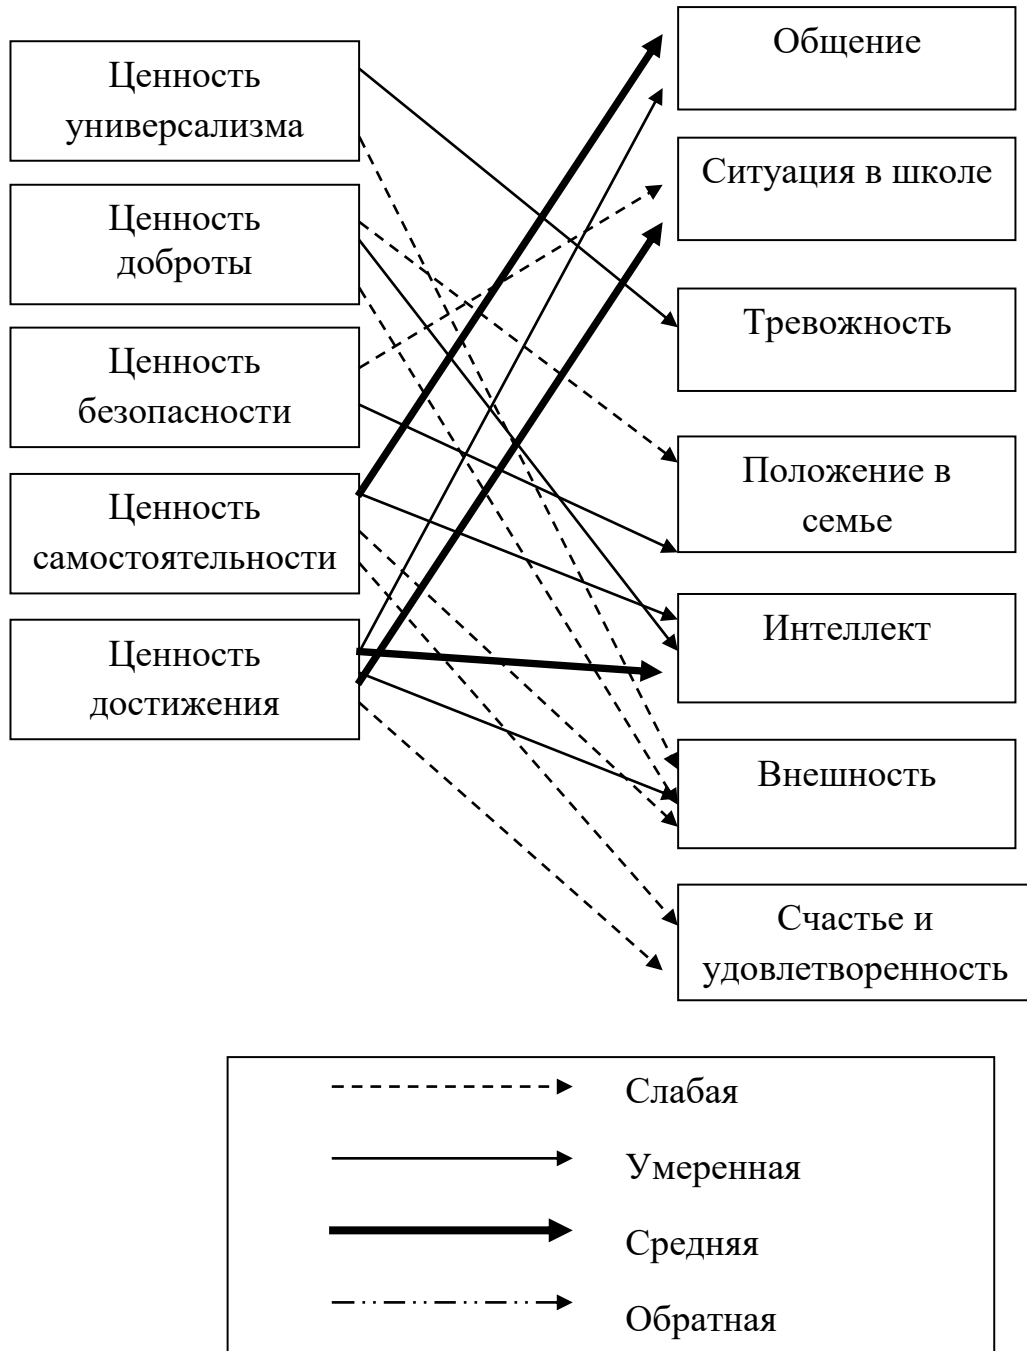 Ценность
универсализма
Ценность
доброты
Ценность
безопасности
Ценность
самостоятельности
Ценность
достижения
Общение
Ситуация в школе
Тревожность
Положение в
семье
Интеллект
Внешность
Счастье и
удовлетворенность
Слабая
Умеренная
Средняя
Обратная